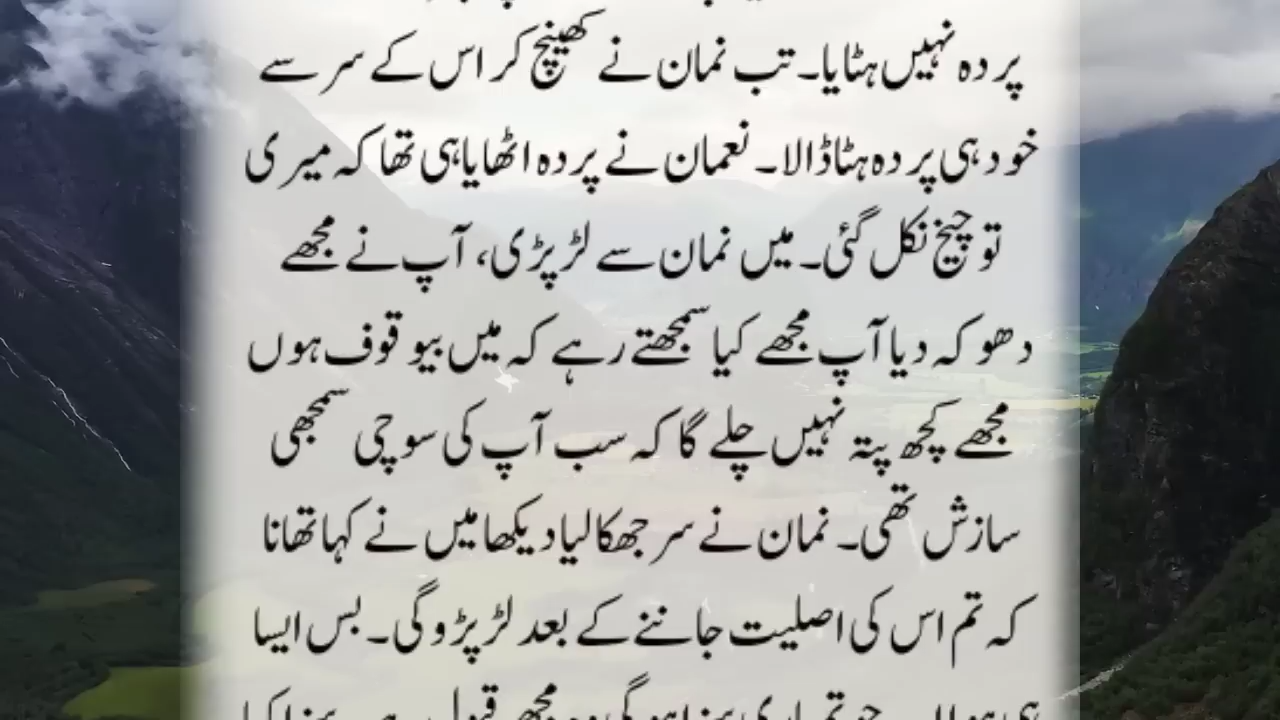 پردہ نہیں ہٹایا۔ تب نمان نے کھینچ کر اس کے سر سے
خود ہی پردہ ہٹا ڈالا۔ نعمان نے پردہ اٹھایا ہی تھا کہ میری
تو چیخ نکل گئی۔ میں نمان سے لڑ پڑی، آپ نے مجھے
دھوکہ دیا آپ مجھے کیا سمجھتے رہے کہ میں بیوقوف ہوں
مجھے کچھ پتہ نہیں چلے گا کہ سب آپ کی سوچی سمجھی
سازش تھی۔ نمان نے سر جھکا لیا دیکھا میں نے کہا تھا نا
کہ تم اس کی اصلیت جاننے کے بعد لڑ پڑو گی۔ بس ایسا